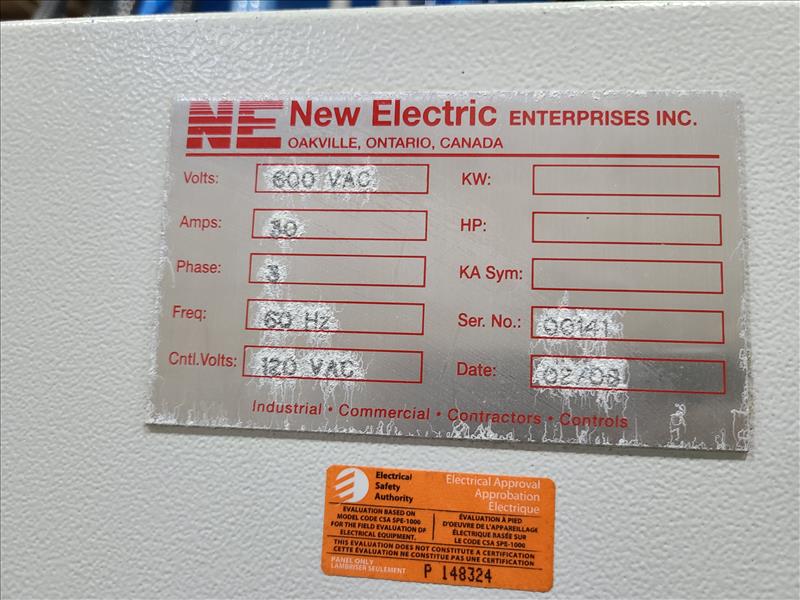 NE New Electric ENTERPRISES INC.
OAKVILLE, ONTARIO, CANADA
Volts: 600 VAC
Amps: 30
Phase: 3
Freq: 60 Hz
Cntl.Volts: 120 VAC
KW:
HP:
KA Sym:
Ser. No.: 00141
Date: 02/08
Industrial • Commercial • Contractors • Controls
Electrical
Safety
Authority
Electrical Approval
Approbation
Électrique
EVALUATION BASED ON
MODEL CODE CSA SPE-1000
FOR THE FIELD EVALUATION OF
ELECTRICAL EQUIPMENT.
ÉVALUATION À PIED
D'OEUVRE DE L'APPAREILLAGE
ÉLECTRIQUE BASÉE SUR
LE CODE CSA SPE-1000
THIS EVALUATION DOES NOT CONSTITUTE A CERTIFICATION
CETTE ÉVALUATION NE CONSTITUE PAS UNE CERTIFICATION
PANEL ONLY
LAMBRISER SEULEMENT
P 148324